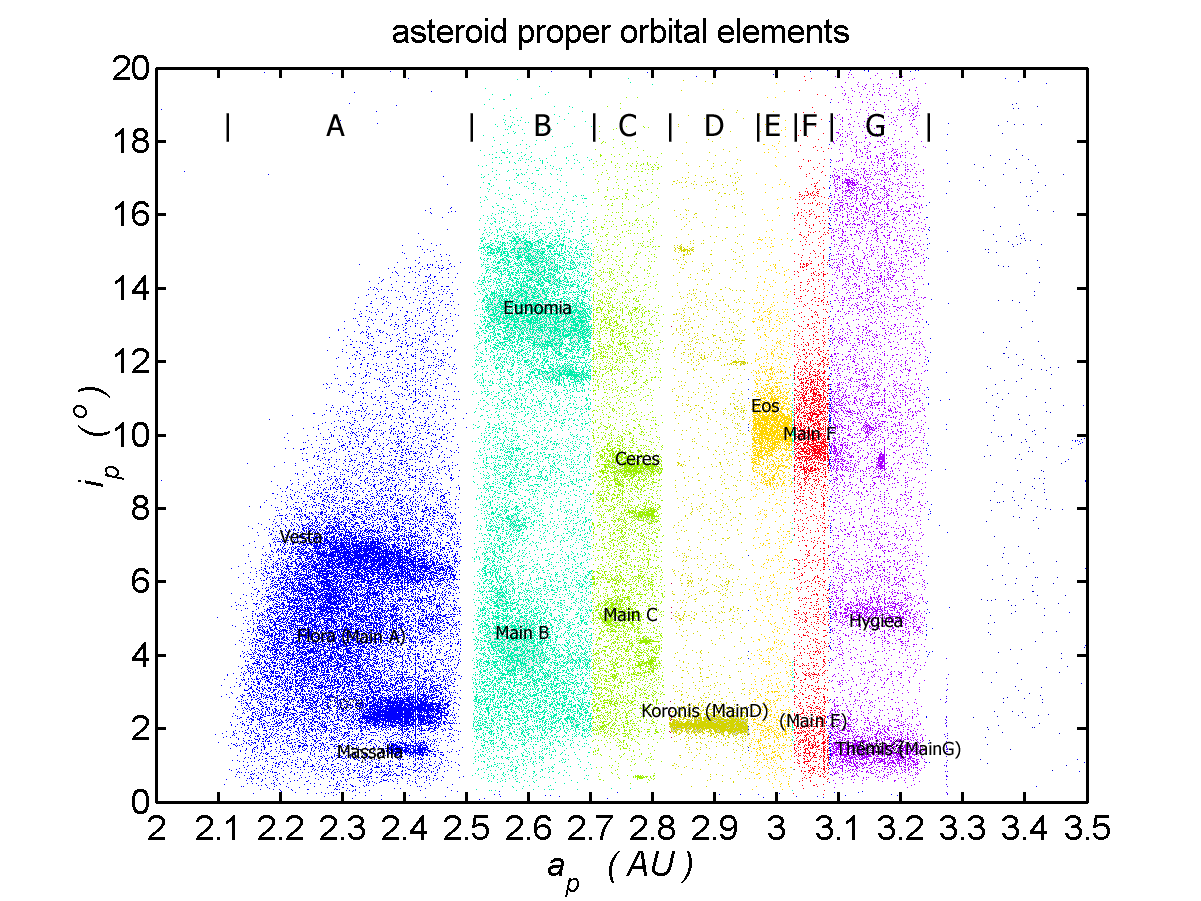 asteroid proper orbital elements
20
18
16
14
12
10
8
6
4
2
0
i_p (o)
| A | B | C | D | E | F | G |
Eunomia
Eos
Main F
Ceres
Vesta
Main C
Hygiea
Main B
Flora (Main A)
Koronis (MainD)
(Main E)
Massalia
Themis (MainG)
2 2.1 2.2 2.3 2.4 2.5 2.6 2.7 2.8 2.9 3 3.1 3.2 3.3 3.4 3.5
a_p (AU)